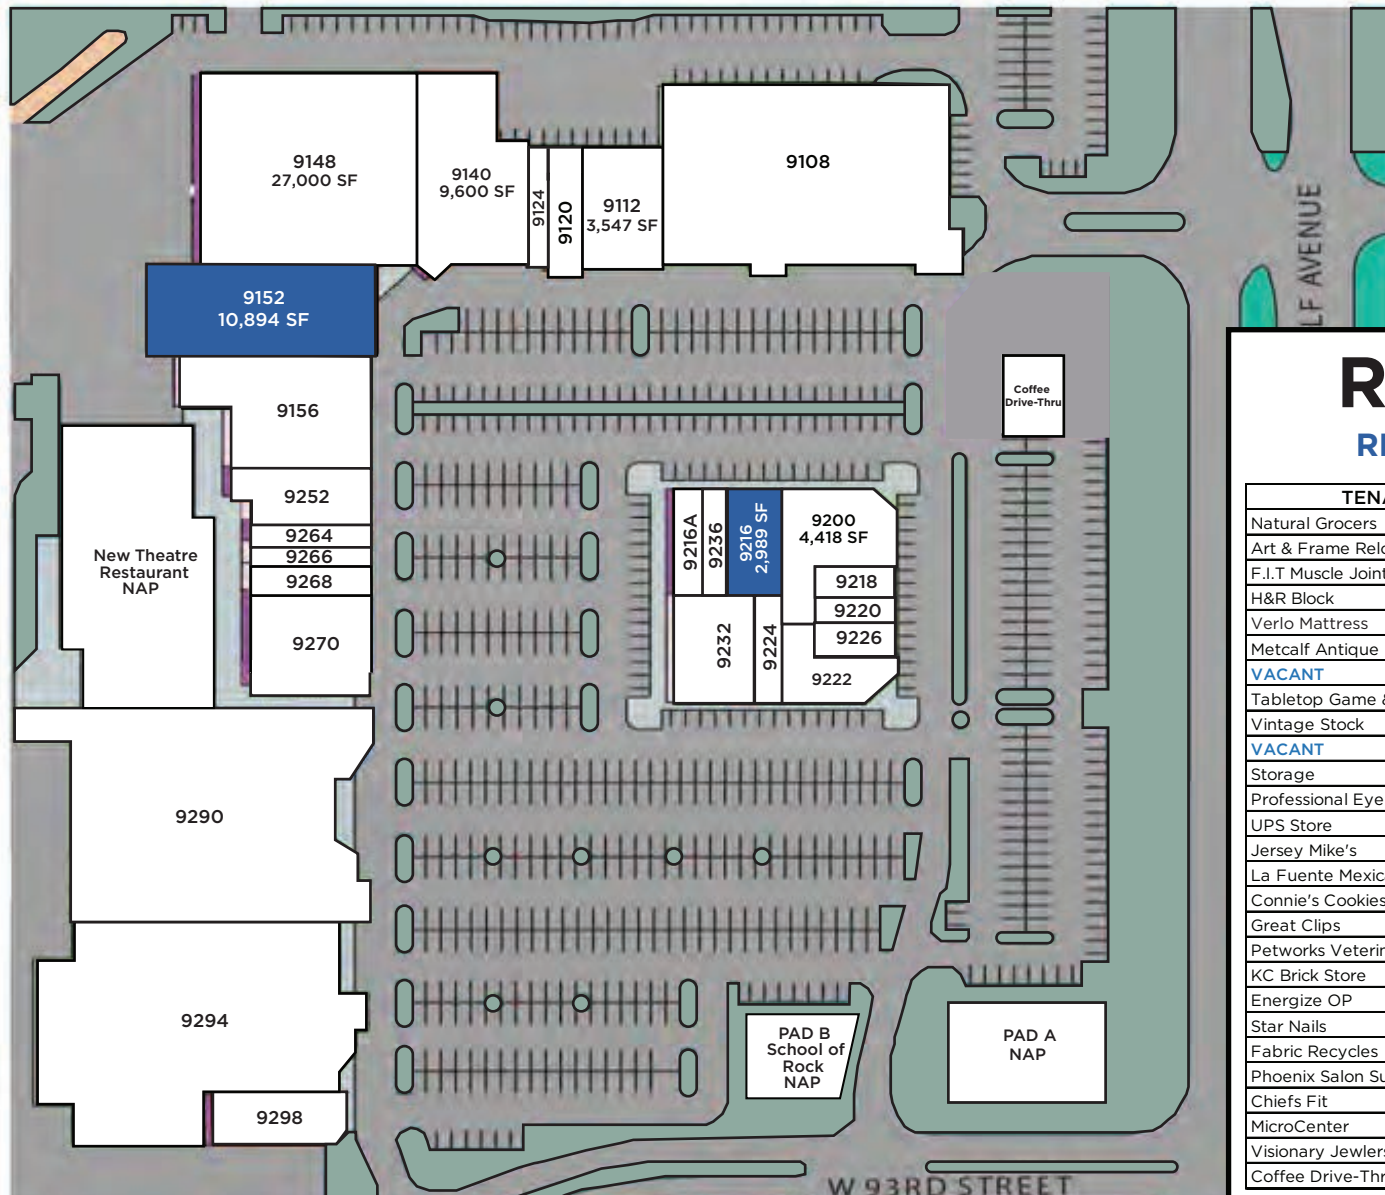 9148
27,000 SF
9140
9,600 SF
9124
9120
9112
3,547 SF
9108
LF AVENUE
9152
10,894 SF
9156
Coffee
Drive-Thru
9252
9264
9266
9268
9270
New Theatre
Restaurant
NAP
9216A
9236
9216
2,989 SF
9200
4,418 SF
9218
9220
9226
9222
9232
9224
9290
9294
9298
PAD B
School of
Rock
NAP
PAD A
NAP
W 93RD STREET
R
RE
TENA
Natural Grocers
Art & Frame Relo
F.I.T Muscle Joint
H&R Block
Verlo Mattress
Metcalf Antique
VACANT
Tabletop Game &
Vintage Stock
VACANT
Storage
Professional Eye
UPS Store
Jersey Mike's
La Fuente Mexic
Connie's Cookies
Great Clips
Petworks Veterin
KC Brick Store
Energize OP
Star Nails
Fabric Recycles
Phoenix Salon Su
Chiefs Fit
MicroCenter
Visionary Jewlers
Coffee Drive-Thr